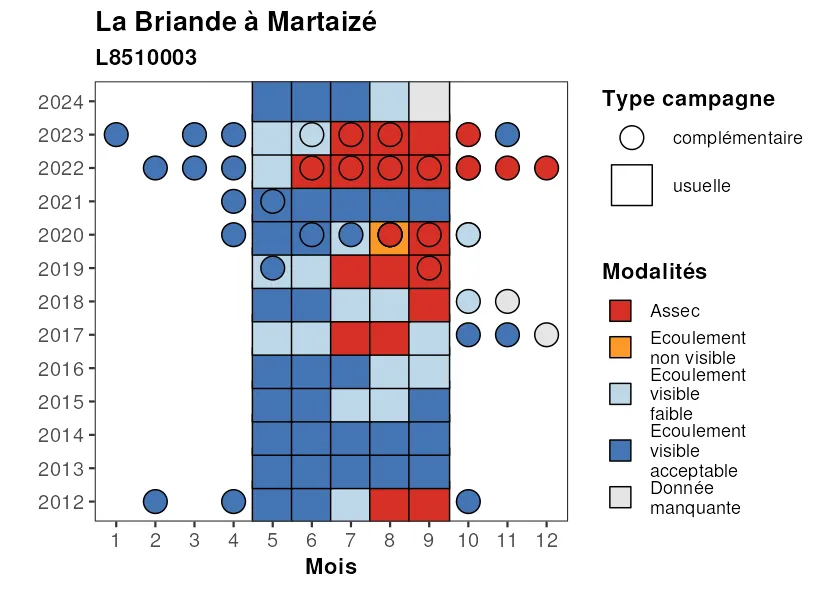 La Briande à Martaizé
L8510003
2024
2023
2022
2021
2020
2019
2018
2017
2016
2015
2014
2013
2012
1 2 3 4 5 6 7 8 9 10 11 12
Mois
Type campagne
complémentaire
usuelle
Modalités
Assec
Ecoulement
non visible
Ecoulement
visible
faible
Ecoulement
visible
acceptable
Donnée
manquante